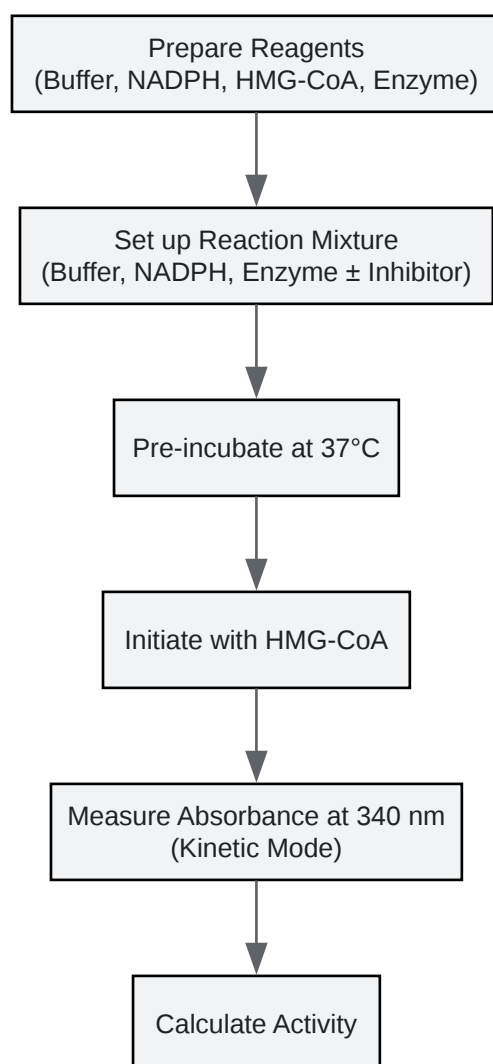 Prepare Reagents
(Buffer, NADPH, HMG-CoA, Enzyme)
Set up Reaction Mixture
(Buffer, NADPH, Enzyme ± Inhibitor)
Pre-incubate at 37°C
Initiate with HMG-CoA
Measure Absorbance at 340 nm
(Kinetic Mode)
Calculate Activity